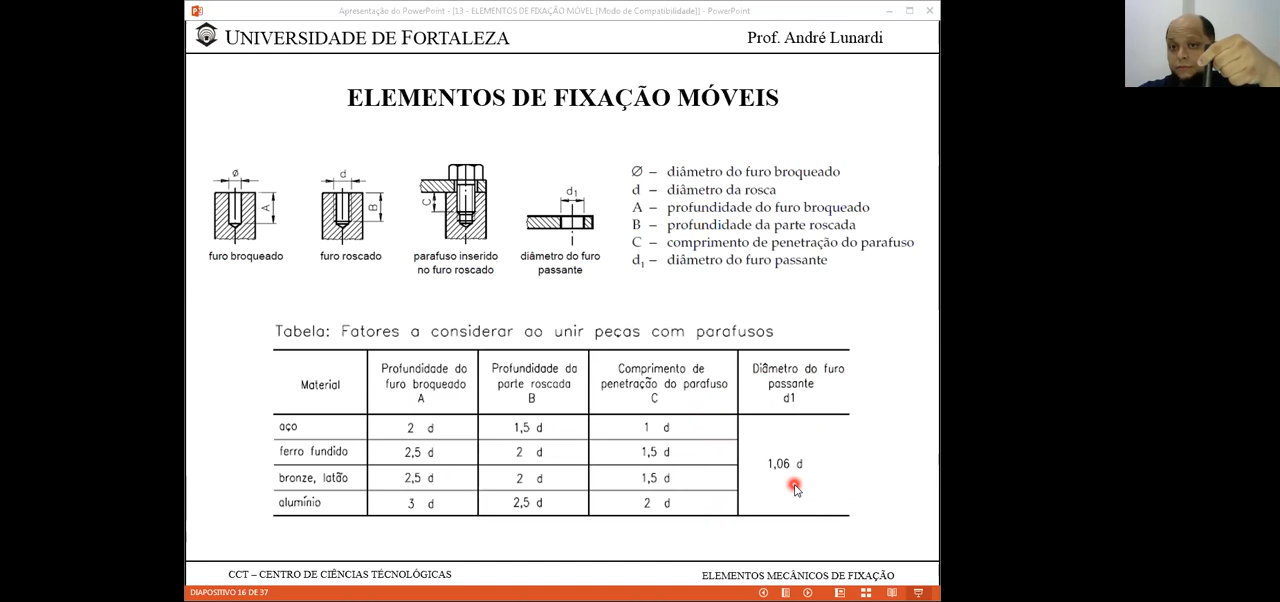 Apresentação do PowerPoint - [13 - ELEMENTOS DE FIXAÇÃO MÓVEL [Modo de Compatibilidade]] - PowerPoint
UNIVERSIDADE DE FORTALEZA
Prof. André Lunardi
ELEMENTOS DE FIXAÇÃO MÓVEIS
Ø
A
furo broqueado
d
B
furo roscado
C
parafuso inserido
no furo roscado
d1
diâmetro do furo
passante
Ø – diâmetro do furo broqueado
d – diâmetro da rosca
A – profundidade do furo broqueado
B – profundidade da parte roscada
C – comprimento de penetração do parafuso
d1 – diâmetro do furo passante
Tabela: Fatores a considerar ao unir peças com parafusos
Material
Profundidade do
furo broqueado
A
Profundidade da
parte roscada
B
Comprimento de
penetração do parafuso
C
Diâmetro do furo
passante
d1
aço 2 d 1,5 d 1 d
ferro fundido 2,5 d 2 d 1,5 d
1,06 d
bronze, latão 2,5 d 2 d 1,5 d
alumínio 3 d 2,5 d 2 d
CCT – CENTRO DE CIÊNCIAS TÉCNOLÓGICAS
ELEMENTOS MECÂNICOS DE FIXAÇÃO
DIAPOSITIVO 16 DE 37